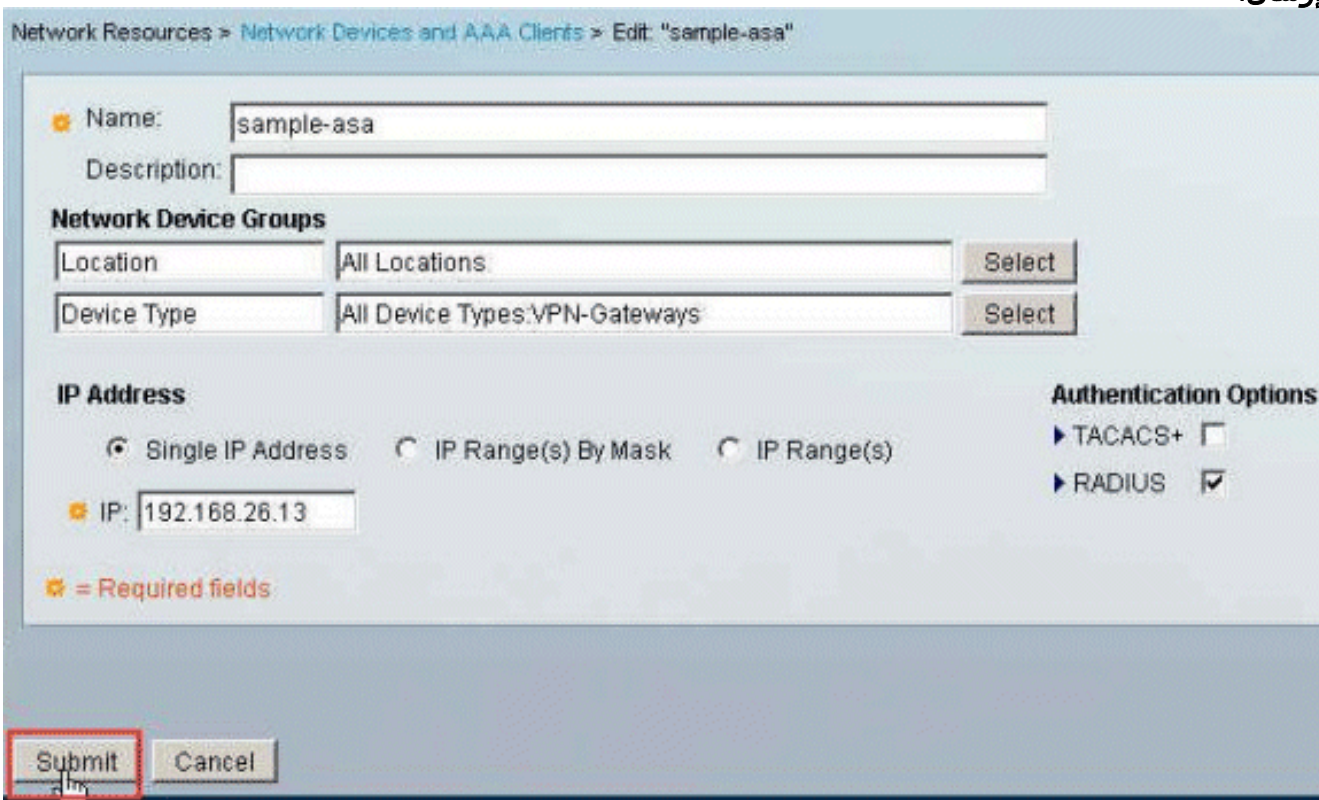 Network Resources > Network Devices and AAA Clients > Edit: "sample-asa"
Name: sample-asa
Description:
Network Device Groups
Location All Locations Select
Device Type All Device Types:VPN-Gateways Select
IP Address
Authentication Options
Single IP Address IP Range(s) By Mask IP Range(s)
TACACS+
RADIUS
IP: 192.168.26.13
= Required fields
Submit Cancel